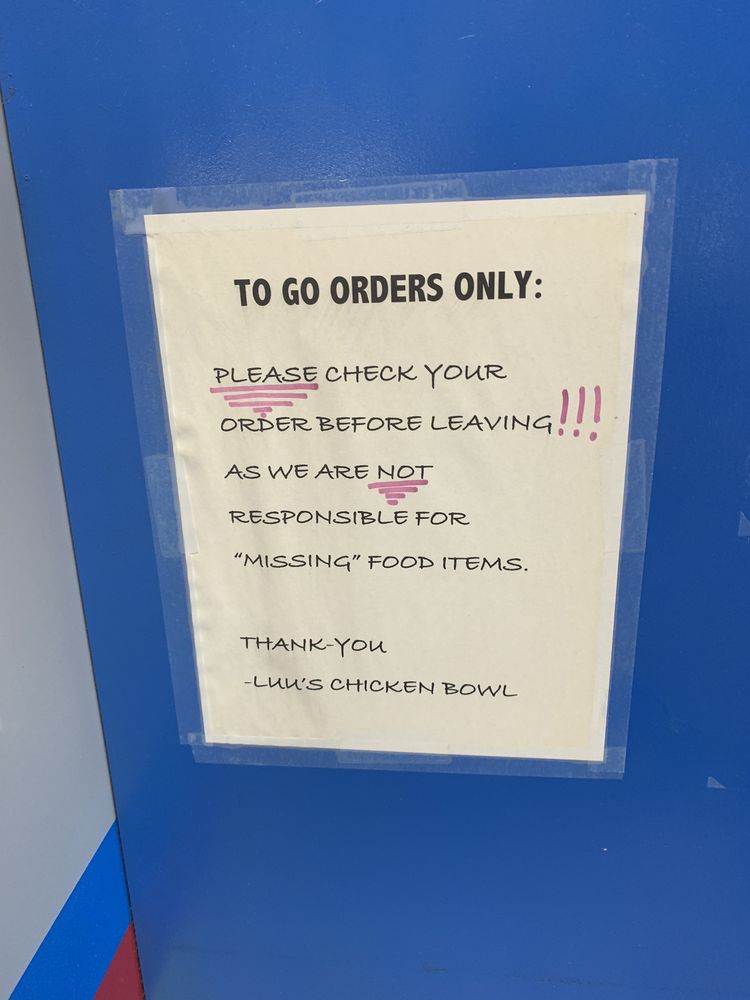 TO GO ORDERS ONLY:
PLEASE CHECK YOUR
ORDER BEFORE LEAVING!!!
AS WE ARE NOT
RESPONSIBLE FOR
"MISSING" FOOD ITEMS.
THANK-YOU
-LUU'S CHICKEN BOWL